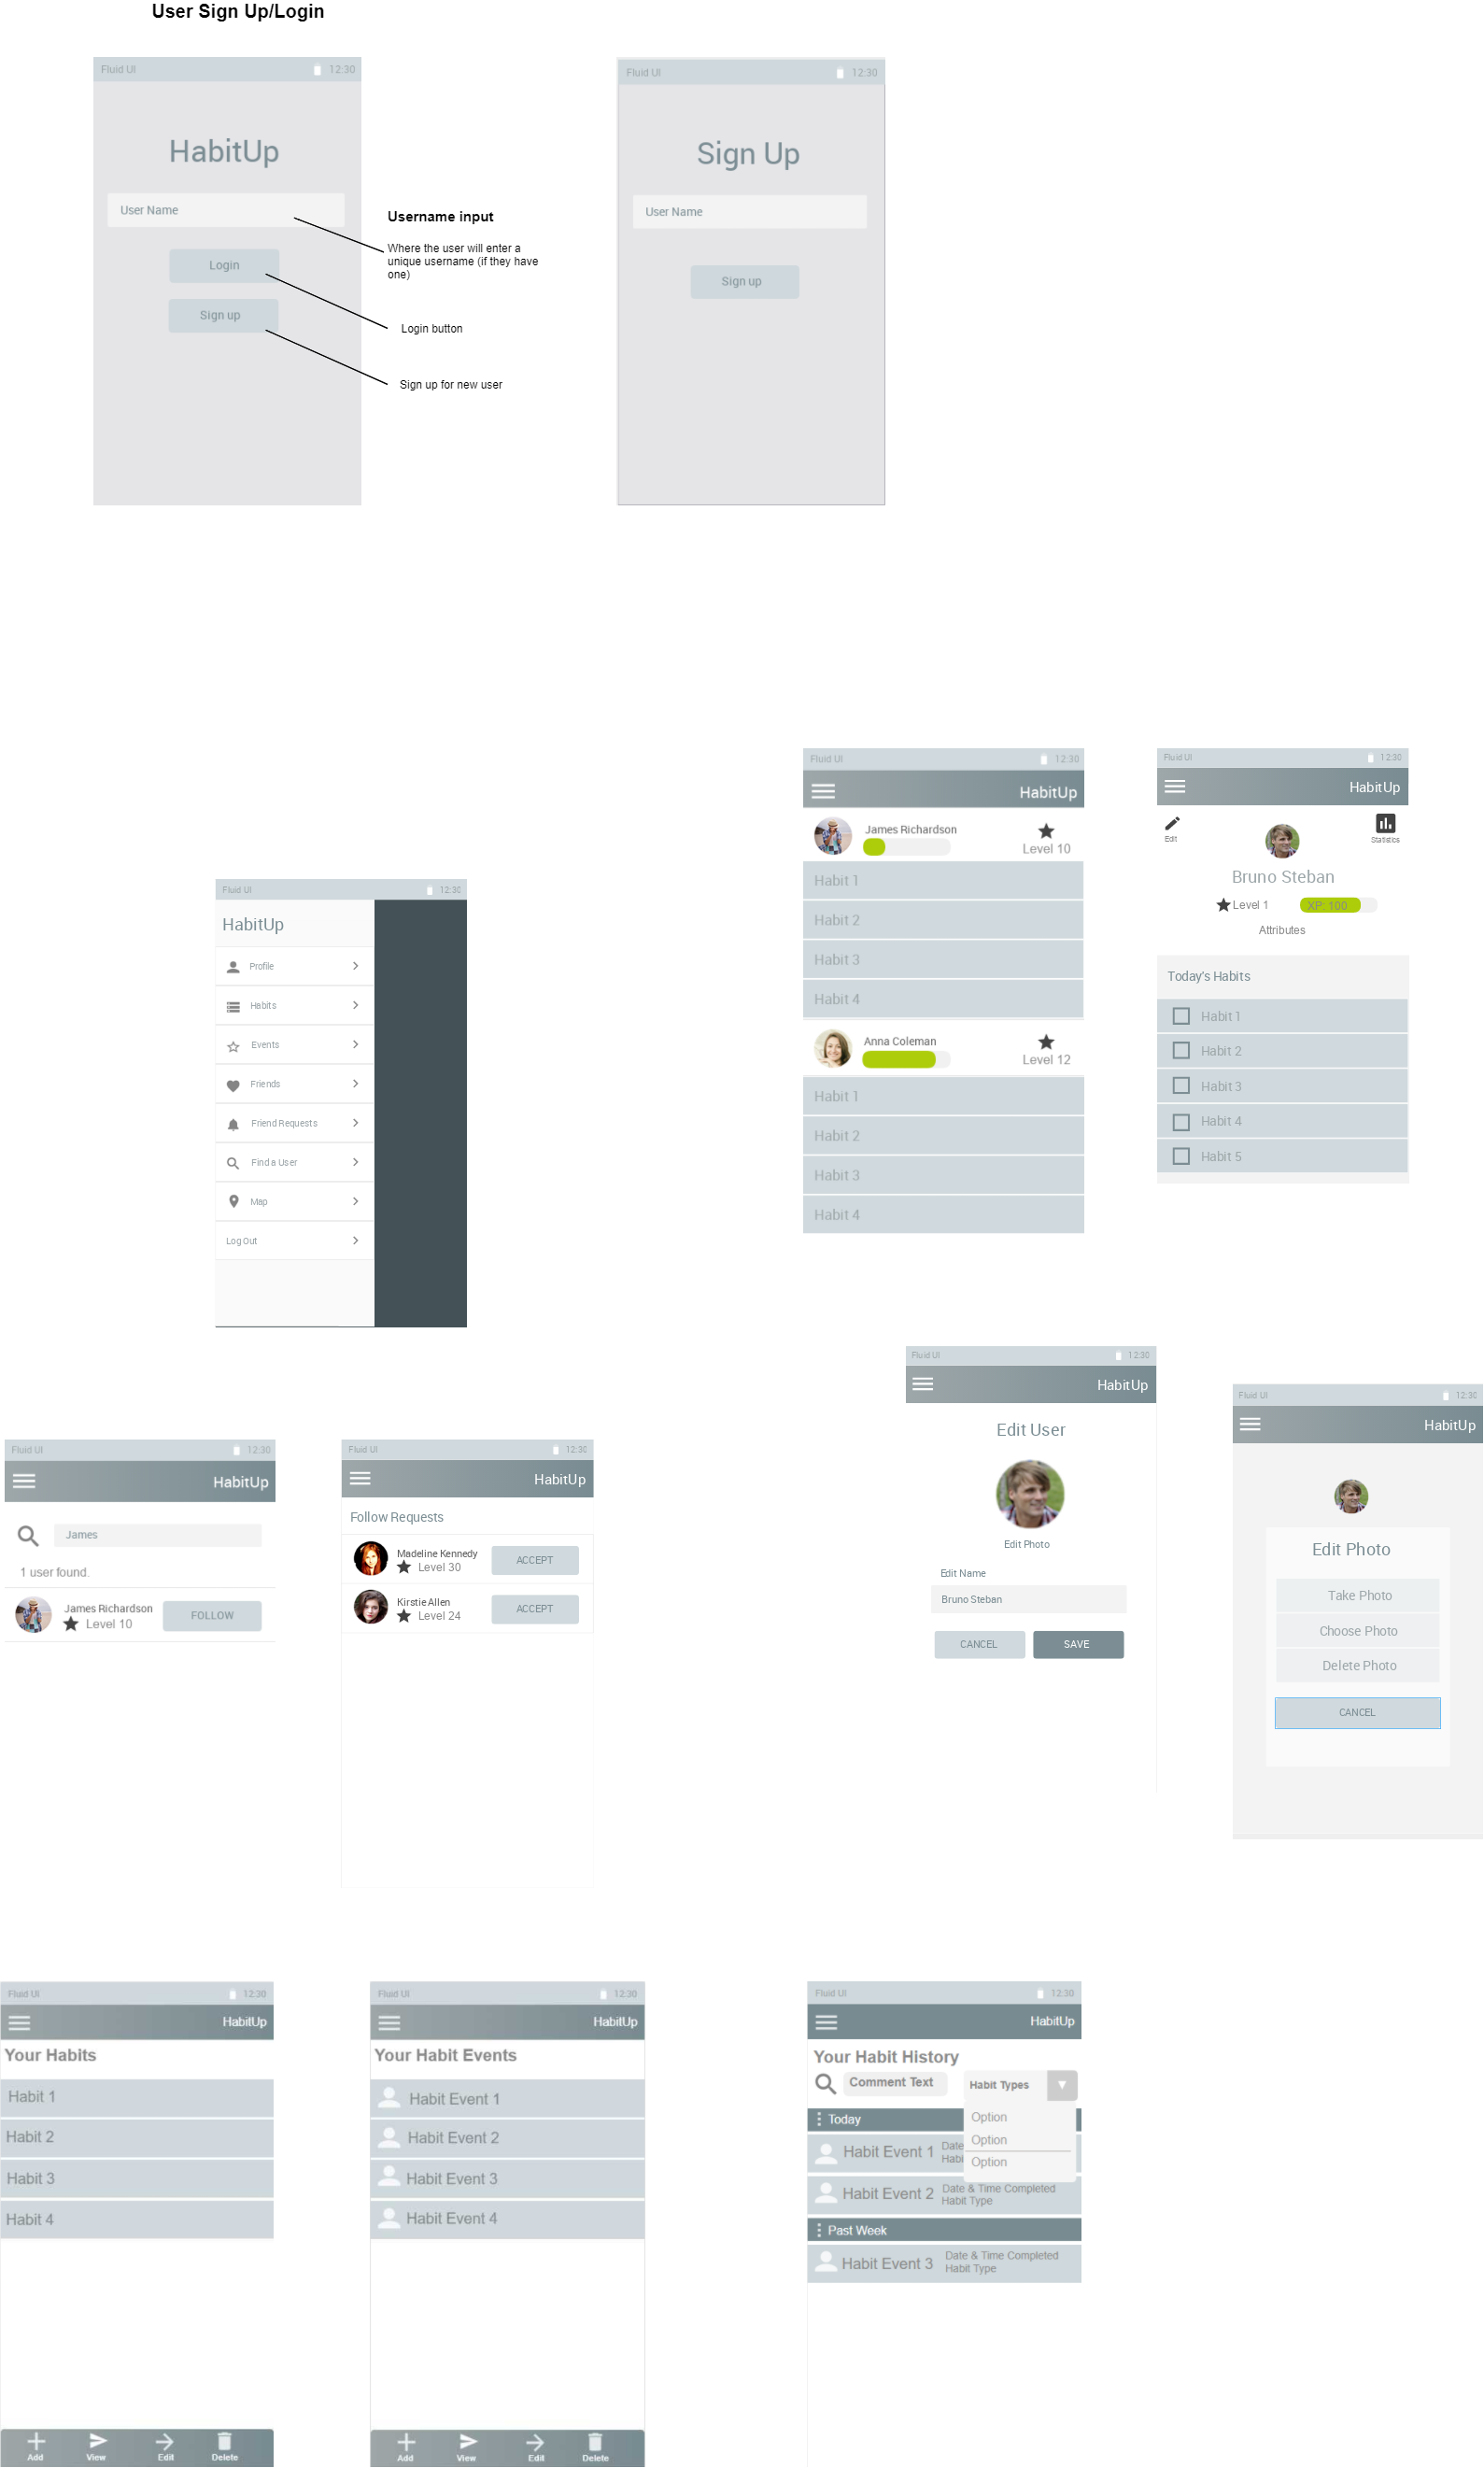 User Sign Up/Login
Fluid UI 12:30
HabitUp
User Name
Login
Sign up
Username input
Where the user will enter a
unique username (if they have
one)
Login button
Sign up for new user
Fluid UI 12:30
Sign Up
User Name
Sign up
Fluid UI 12:30
HabitUp
James Richardson
Level 10
Habit 1
Habit 2
Habit 3
Habit 4
Anna Coleman
Level 12
Habit 1
Habit 2
Habit 3
Habit 4
Fluid UI 12:30
HabitUp
Edit
Statistics
Bruno Steban
Level 1 XP: 100
Attributes
Today's Habits
Habit 1
Habit 2
Habit 3
Habit 4
Habit 5
Fluid UI 12:30
HabitUp
Profile
Habits
Events
Friends
Friend Requests
Find a User
Map
Log Out
Fluid UI 12:30
HabitUp
Edit User
Edit Photo
Edit Name
Bruno Steban
CANCEL SAVE
Fluid UI 12:30
HabitUp
Edit Photo
Take Photo
Choose Photo
Delete Photo
CANCEL
Fluid UI 12:30
HabitUp
James
1 user found.
James Richardson
Level 10
FOLLOW
Fluid UI 12:30
HabitUp
Follow Requests
Madeline Kennedy
Level 30
ACCEPT
Kirstie Allen
Level 24
ACCEPT
Fluid UI 12:30
HabitUp
Your Habits
Habit 1
Habit 2
Habit 3
Habit 4
Add View Edit Delete
Fluid UI 12:30
HabitUp
Your Habit Events
Habit Event 1
Habit Event 2
Habit Event 3
Habit Event 4
Add View Edit Delete
Fluid UI 12:30
HabitUp
Your Habit History
Comment Text
Habit Types
Option
Option
Option
Today
Habit Event 1
Date
Habi
Habit Event 2
Date & Time Completed
Habit Type
Past Week
Habit Event 3
Date & Time Completed
Habit Type